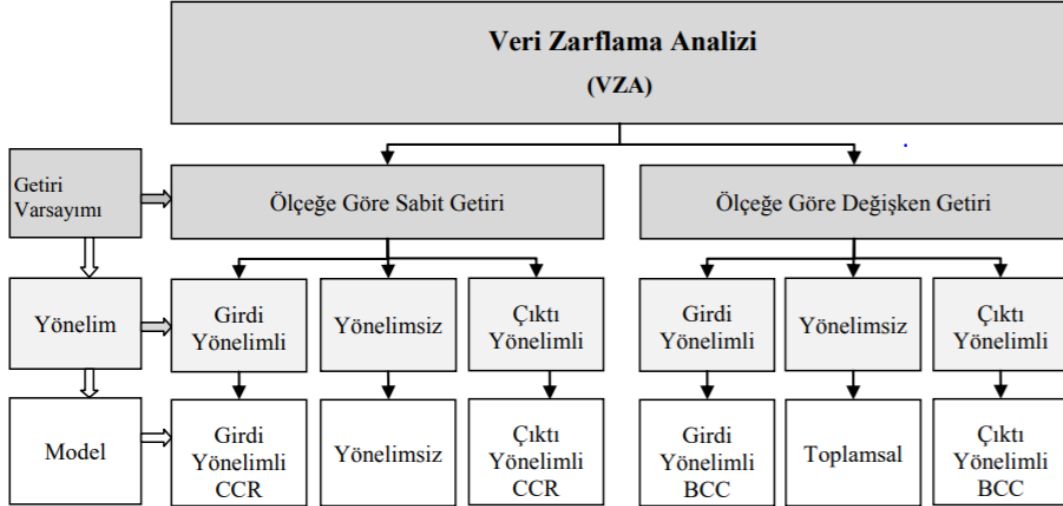 Veri Zarflama Analizi
(VZA)
Getiri
Varsayımı
Ölçeğe Göre Sabit Getiri
Ölçeğe Göre Değişken Getiri
Yönelim
Girdi
Yönelimli
Yönelimsiz
Çıktı
Yönelimli
Girdi
Yönelimli
Yönelimsiz
Çıktı
Yönelimli
Model
Girdi
Yönelimli
CCR
Yönelimsiz
Çıktı
Yönelimli
CCR
Girdi
Yönelimli
BCC
Toplamsal
Çıktı
Yönelimli
BCC